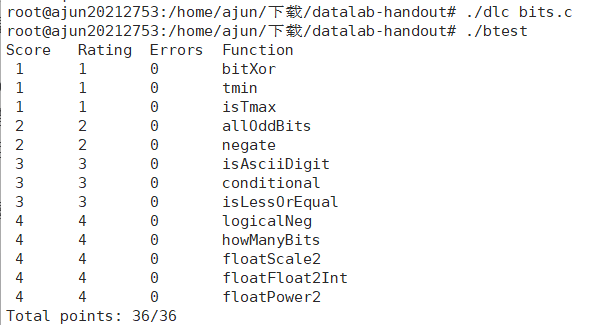 root@ajun20212753:/home/ajun/下载/datalab-handout# ./dlc bits.c
root@ajun20212753:/home/ajun/下载/datalab-handout# ./btest
Score Rating Errors Function
1 1 0 bitXor
1 1 0 tmin
1 1 0 isTmax
2 2 0 allOddBits
2 2 0 negate
3 3 0 isAsciiDigit
3 3 0 conditional
3 3 0 isLessOrEqual
4 4 0 logicalNeg
4 4 0 howManyBits
4 4 0 floatScale2
4 4 0 floatFloat2Int
4 4 0 floatPower2
Total points: 36/36